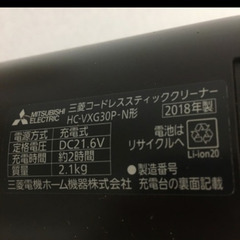 MITSUBISHI ELECTRIC
三菱コードレススティッククリーナー
HC-VXG30P-N形
2018年製
電源方式 充電式
定格電圧 DC21.6V
充電時間 約2時間
質量 2.1kg
三菱電機ホーム機器株式会社
電池は
リサイクルへ
Li-ion20
●製造番号
充電台の裏面記載